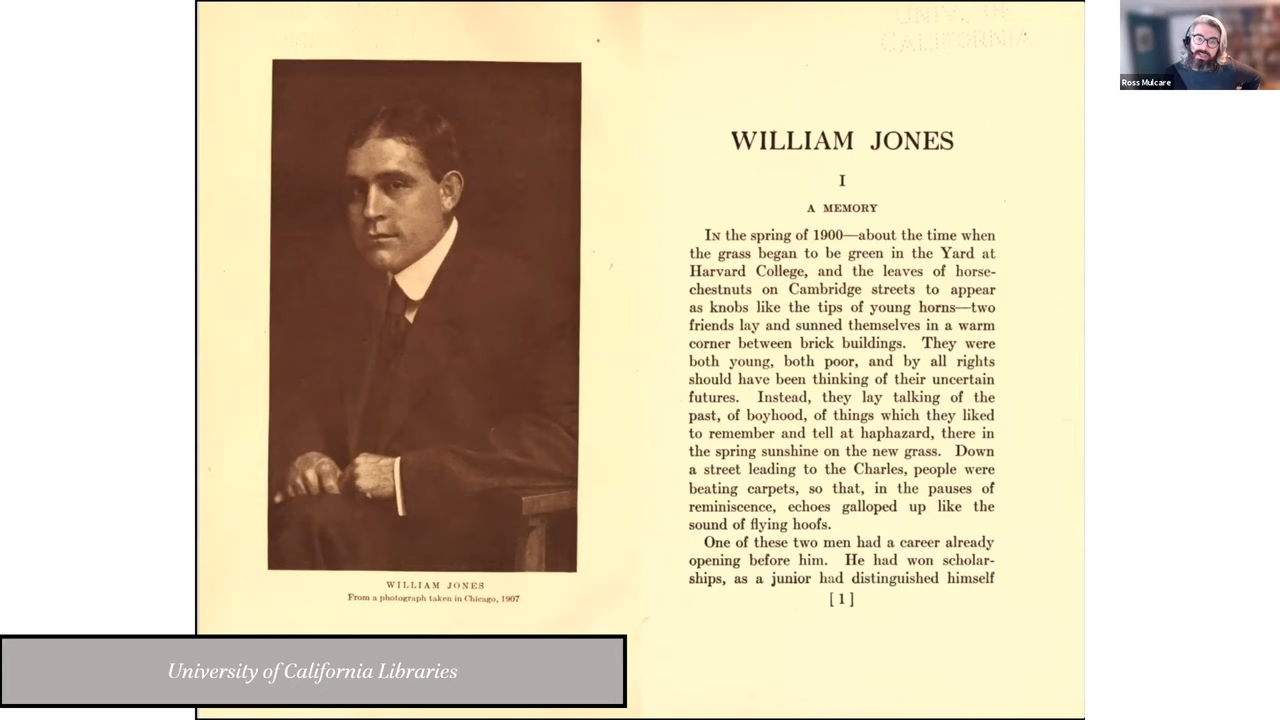 UNIV. OF
CALIFORNIA
Ross Mulcare
WILLIAM JONES
I
A MEMORY
In the spring of 1900—about the time when
the grass began to be green in the Yard at
Harvard College, and the leaves of horse-
chestnuts on Cambridge streets to appear
as knobs like the tips of young horns—two
friends lay and sunned themselves in a warm
corner between brick buildings. They were
both young, both poor, and by all rights
should have been thinking of their uncertain
futures. Instead, they lay talking of the
past, of boyhood, of things which they liked
to remember and tell at haphazard, there in
the spring sunshine on the new grass. Down
a street leading to the Charles, people were
beating carpets, so that, in the pauses of
reminiscence, echoes galloped up like the
sound of flying hoofs.
One of these two men had a career already
opening before him. He had won scholar-
ships, as a junior had distinguished himself
[ 1 ]
WILLIAM JONES
From a photograph taken in Chicago, 1907
University of California Libraries